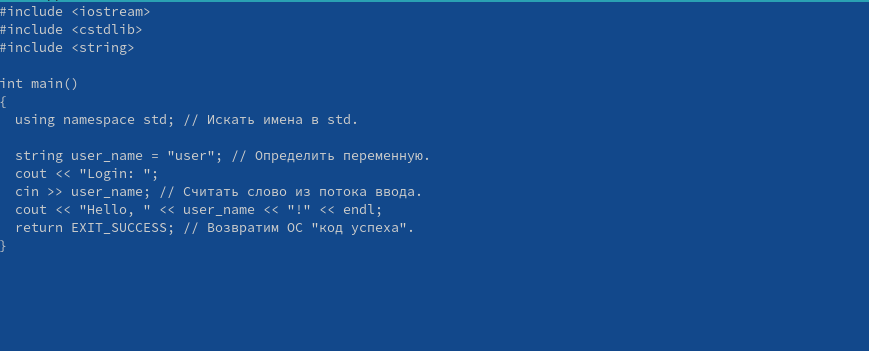 #include <iostream>
#include <cstdlib>
#include <string>

int main()
{
  using namespace std; // Искать имена в std.

  string user_name = "user"; // Определить переменную.
  cout << "Login: ";
  cin >> user_name; // Считать слово из потока ввода.
  cout << "Hello, " << user_name << "!" << endl;
  return EXIT_SUCCESS; // Возвратим ОС "код успеха".
}